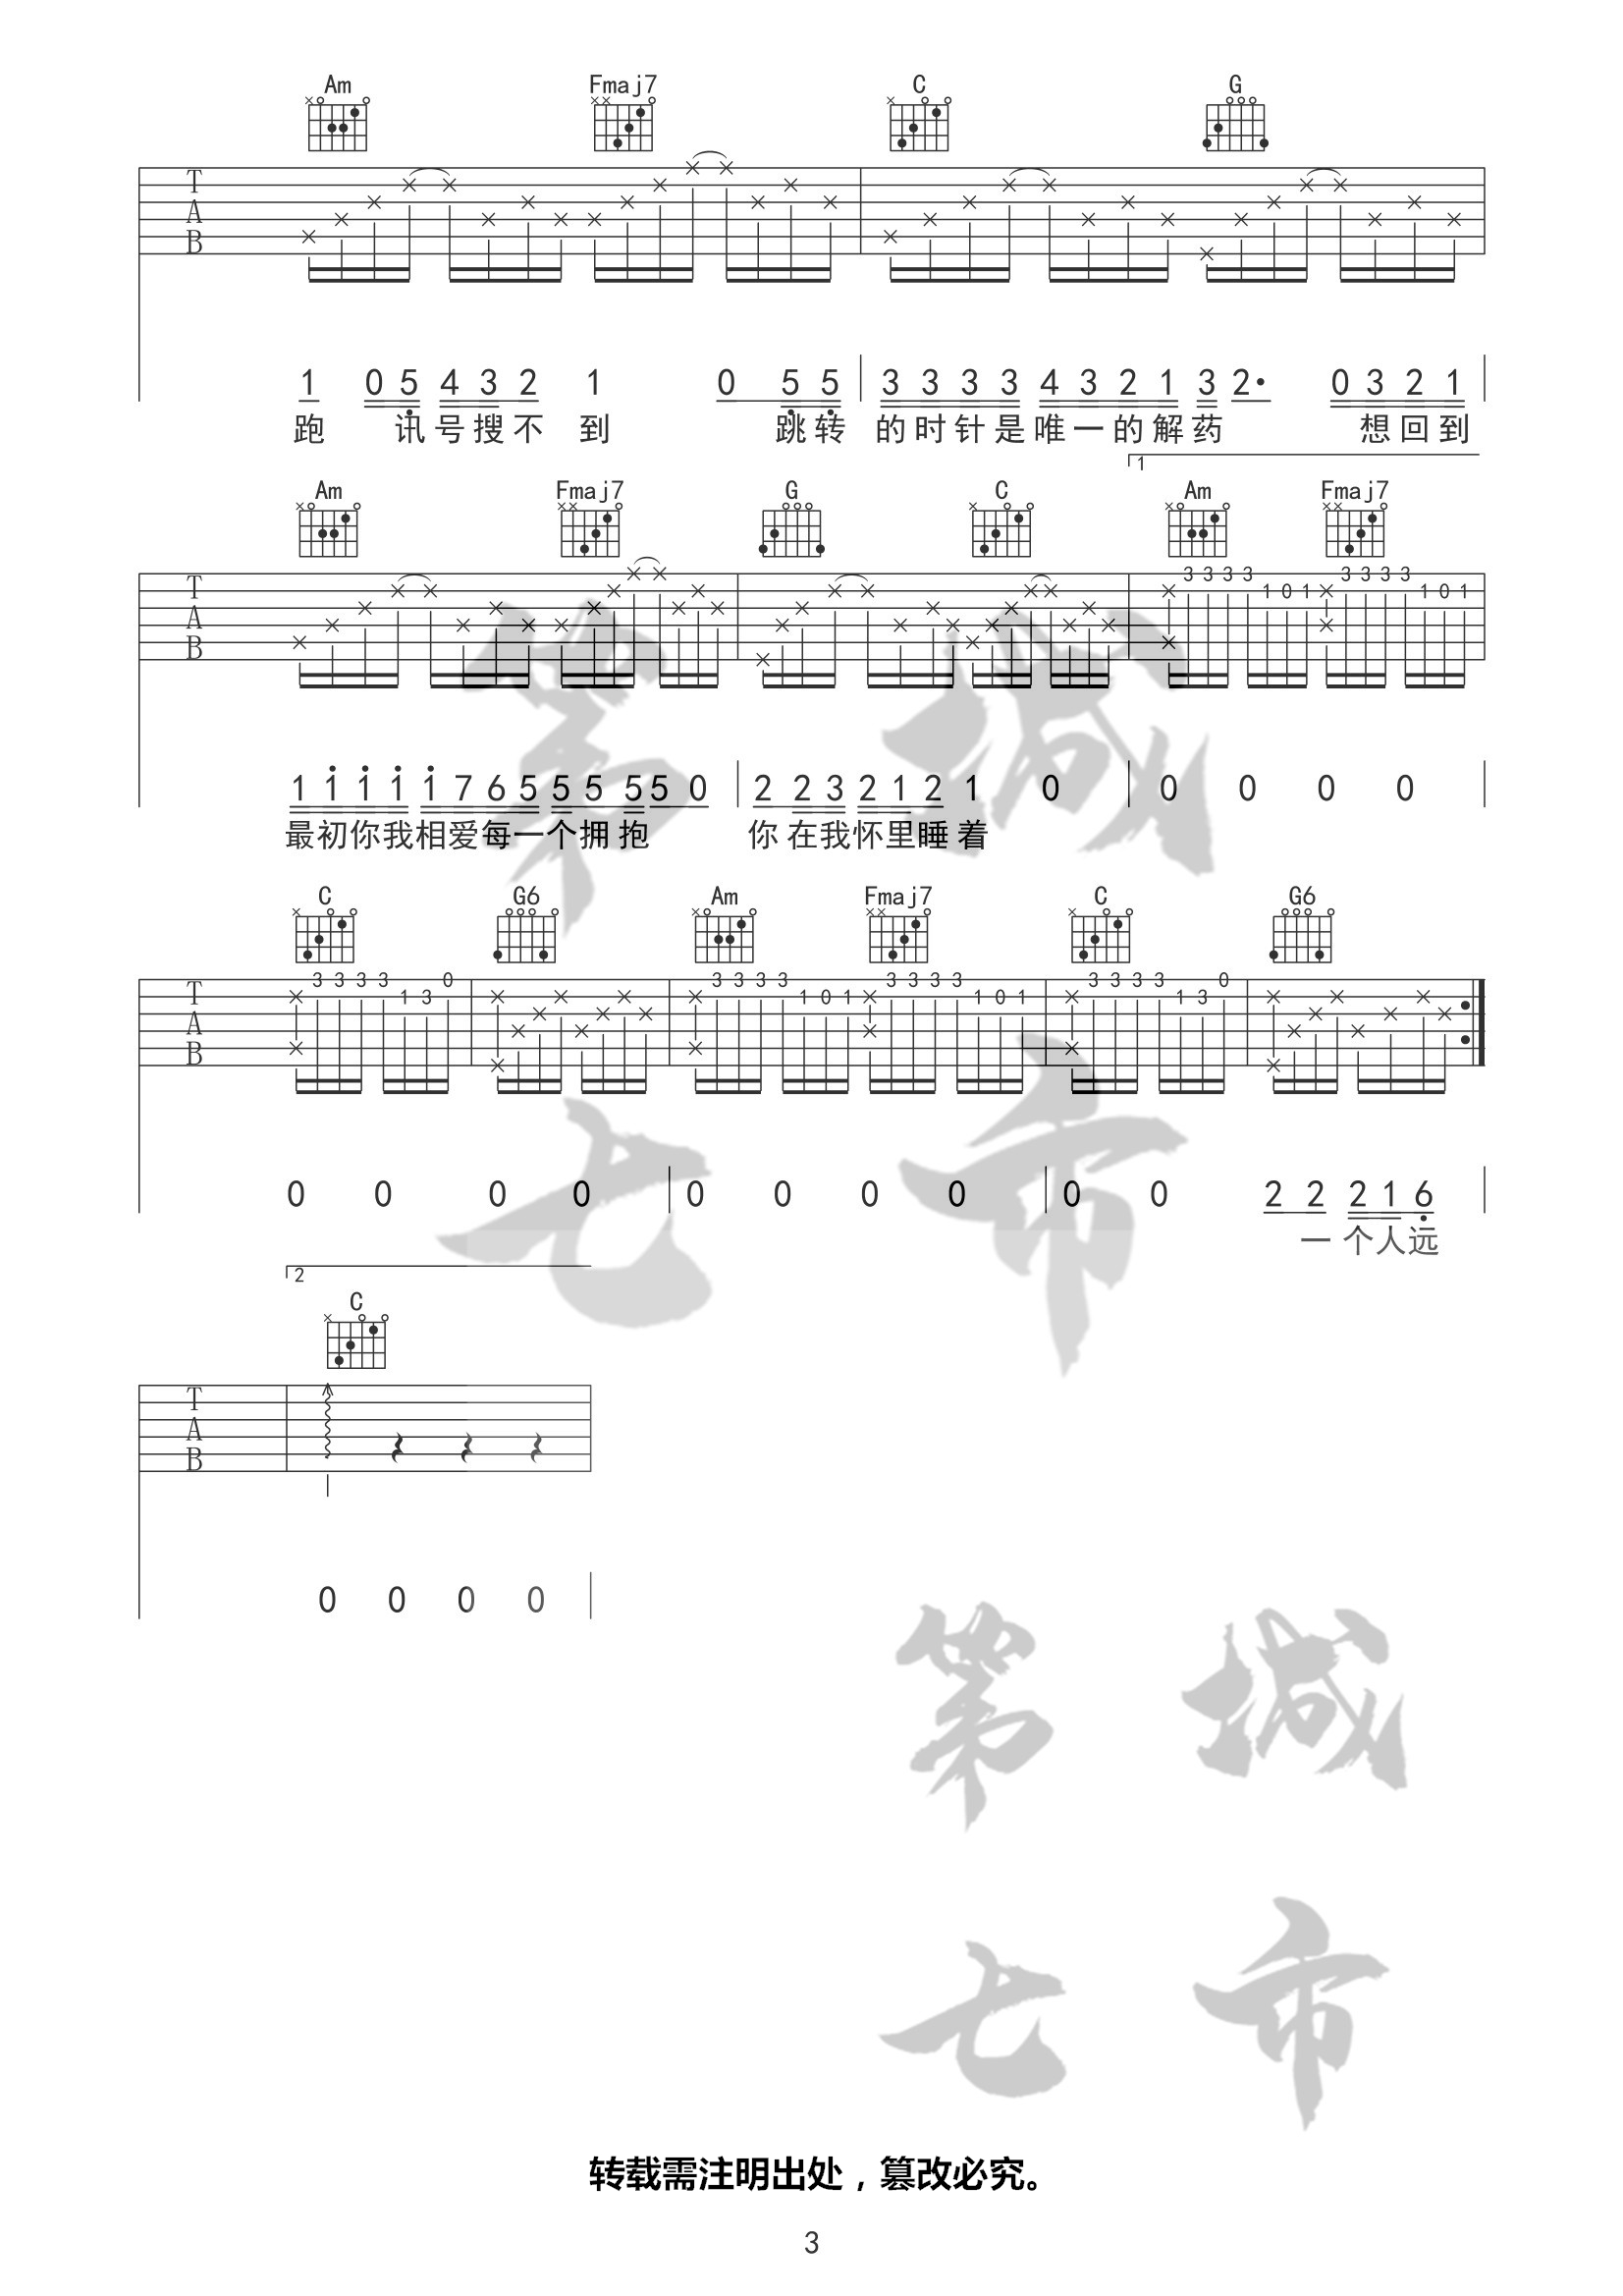 Am Fmaj7 C G
T
A
B
1 0 5 4 3 2 1 0 5 5 3 3 3 3 4 3 2 1 3 2· 0 3 2 1
跑 讯号搜不到 跳转 的时针是唯一的解药 想回到
1
Am Fmaj7 G C Am Fmaj7
3 3 3 3 1 0 1 3 3 3 3 1 0 1
T
A
B
1 1 1 1 1 7 6 5 5 5 5 5 0 2 2 3 2 1 2 1 0 0 0 0 0
最初你我相爱每一个拥抱 你在我怀里睡着
C G6 Am Fmaj7 C G6
3 3 3 3 1 3 0 3 3 3 3 1 0 1 3 3 3 3 1 0 1 3 3 3 3 1 3 0
T
A
B
0 0 0 0 0 0 0 0 0 0 2 2 2 1 6
一个人远
2
C
T
A
B
0 0 0 0
第七城市
第七城市
转载需注明出处，篡改必究。
3